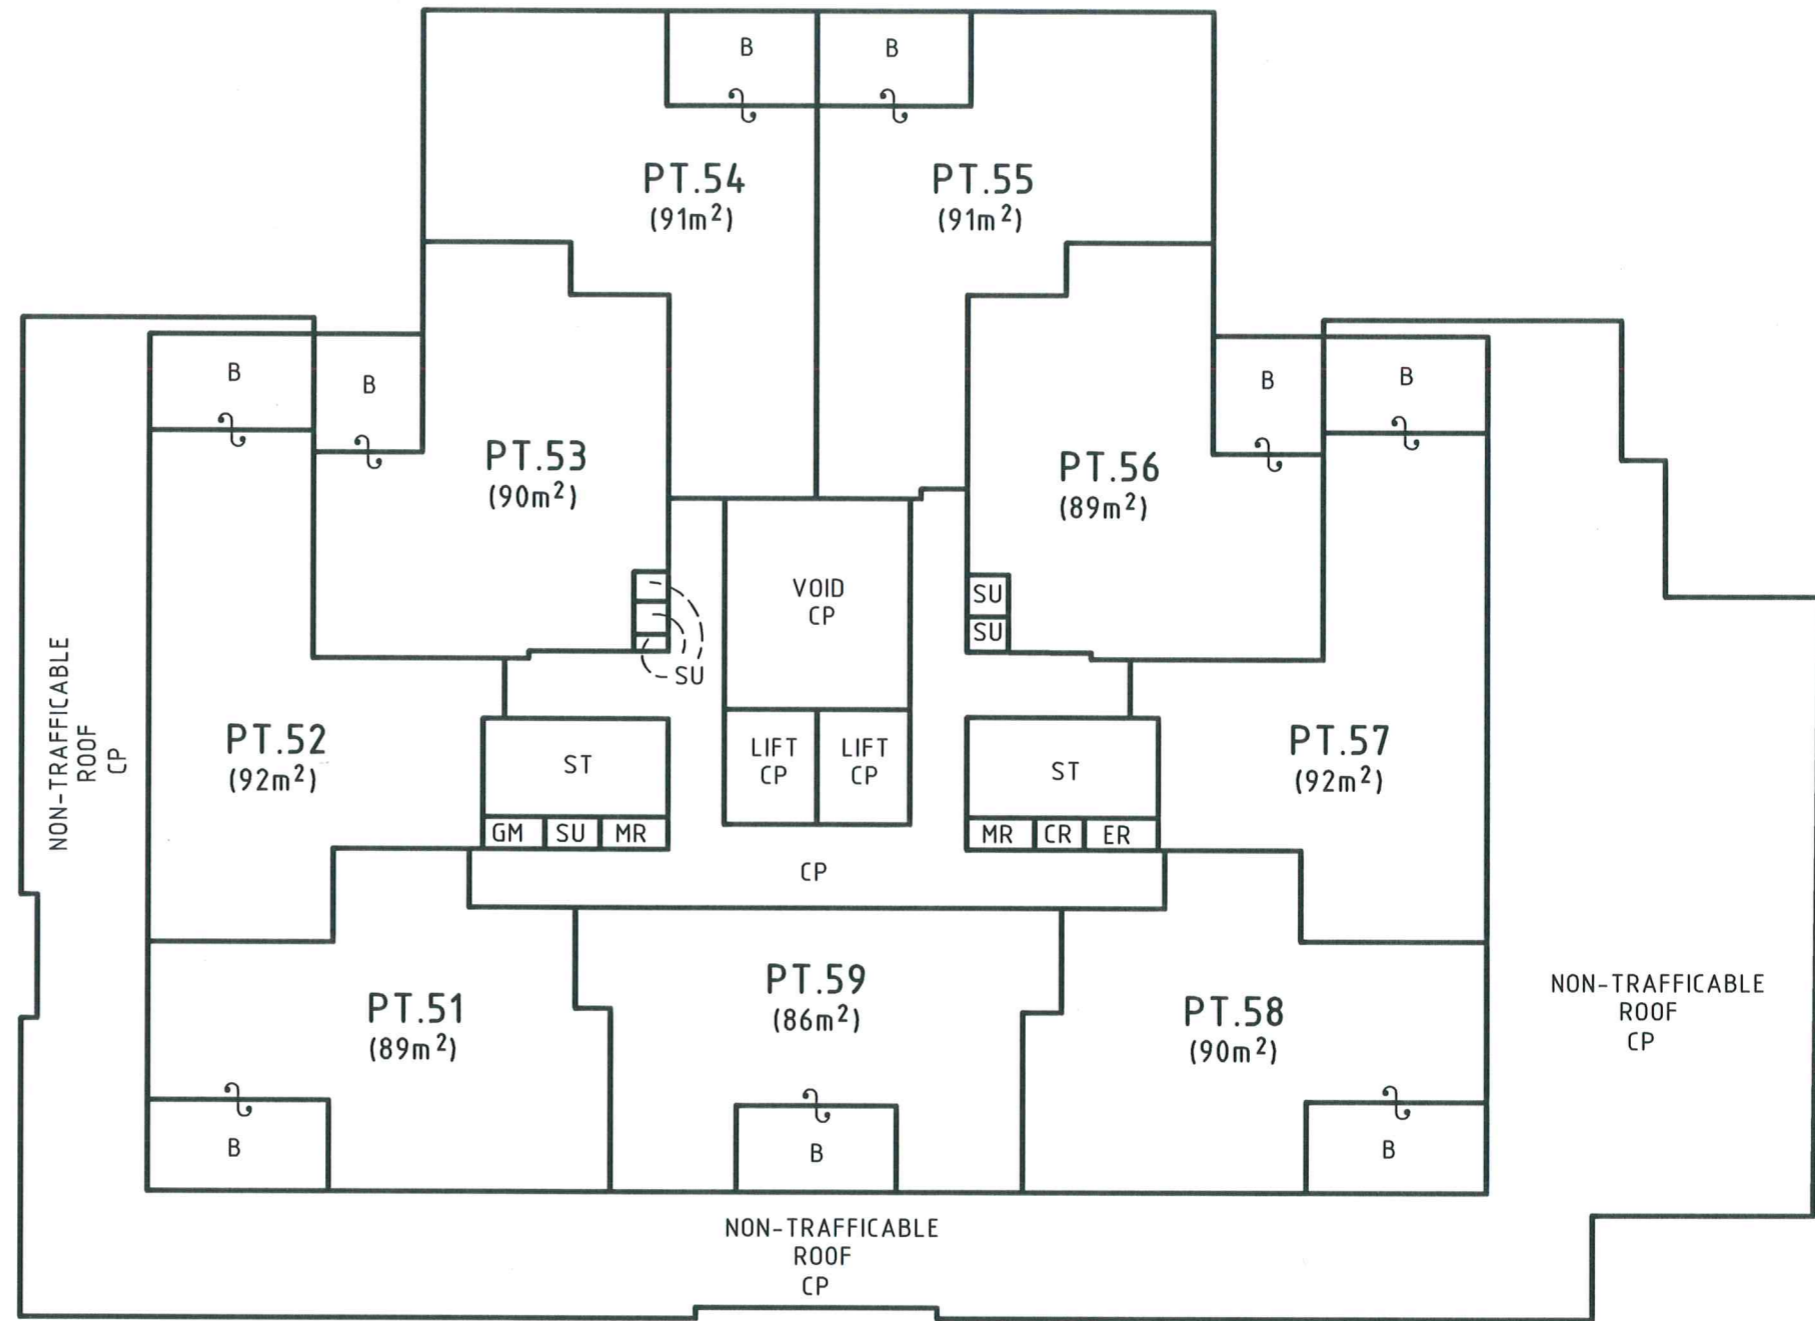 B
B
PT.54
(91m²)
PT.55
(91m²)
B
B
B
B
PT.53
(90m²)
PT.56
(89m²)
VOID
CP
SU
SU
SU
NON-TRAFFICABLE
ROOF
CP
PT.52
(92m²)
ST
LIFT
CP
LIFT
CP
ST
PT.57
(92m²)
GM
SU
MR
MR
CR
ER
CP
PT.51
(89m²)
PT.59
(86m²)
PT.58
(90m²)
NON-TRAFFICABLE
ROOF
CP
B
B
B
NON-TRAFFICABLE
ROOF
CP